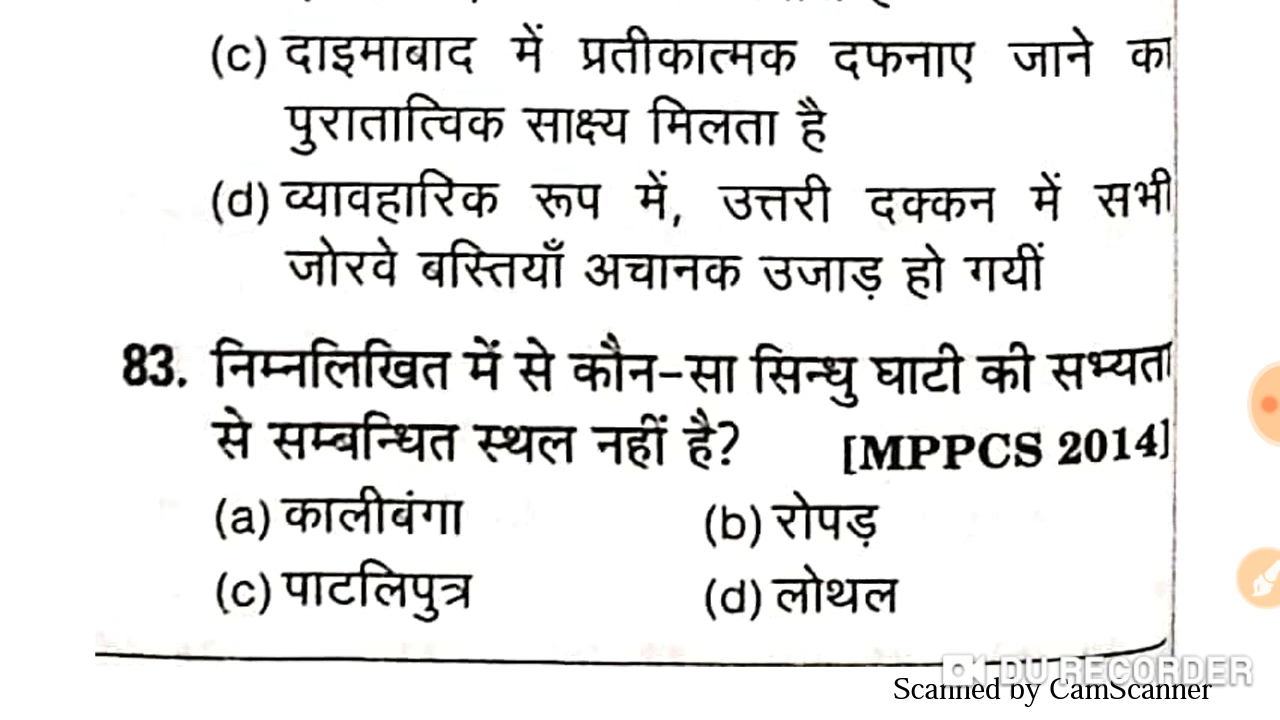 (c) दाइमाबाद में प्रतीकात्मक दफनाए जाने का
पुरातात्विक साक्ष्य मिलता है
(d) व्यावहारिक रूप में, उत्तरी दक्कन में सभी
जोरवे बस्तियाँ अचानक उजाड़ हो गयीं
83. निम्नलिखित में से कौन-सा सिन्धु घाटी की सभ्यता
से सम्बन्धित स्थल नहीं है? [MPPCS 2014]
(a) कालीबंगा (b) रोपड़
(c) पाटलिपुत्र (d) लोथल
DU RECORDER
Scanned by CamScanner